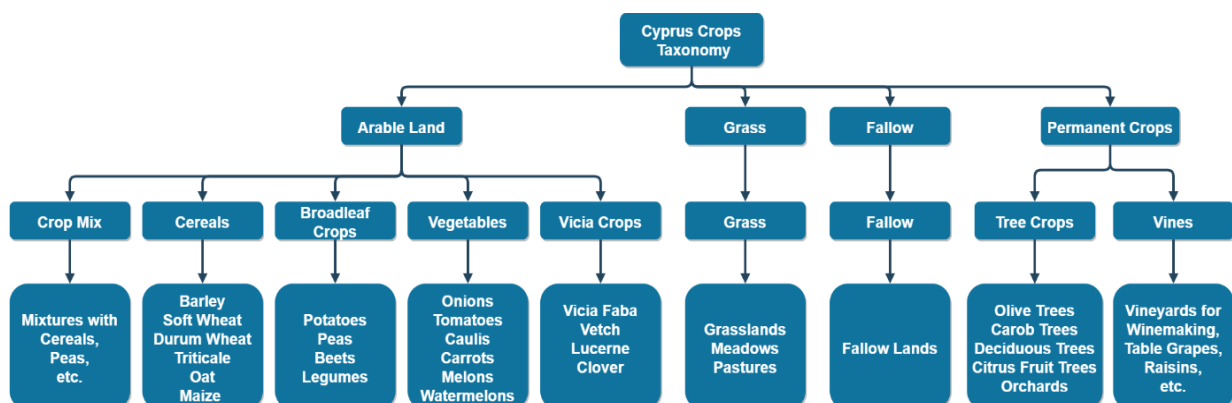 Cyprus Crops
Taxonomy
Arable Land
Grass
Fallow
Permanent Crops
Crop Mix
Cereals
Broadleaf
Crops
Vegetables
Vicia Crops
Grass
Fallow
Tree Crops
Vines
Mixtures with
Cereals,
Peas,
etc.
Barley
Soft Wheat
Durum Wheat
Triticale
Oat
Maize
Potatoes
Peas
Beets
Legumes
Onions
Tomatoes
Caulis
Carrots
Melons
Watermelons
Vicia Faba
Vetch
Lucerne
Clover
Grasslands
Meadows
Pastures
Fallow Lands
Olive Trees
Carob Trees
Deciduous Trees
Citrus Fruit Trees
Orchards
Vineyards for
Winemaking,
Table Grapes,
Raisins,
etc.